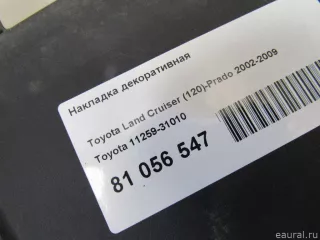 Накладка декоративная
Toyota Land Cruiser (120)-Prado 2002-2009
Toyota 11259-31010
81 056 547
eaural.ru